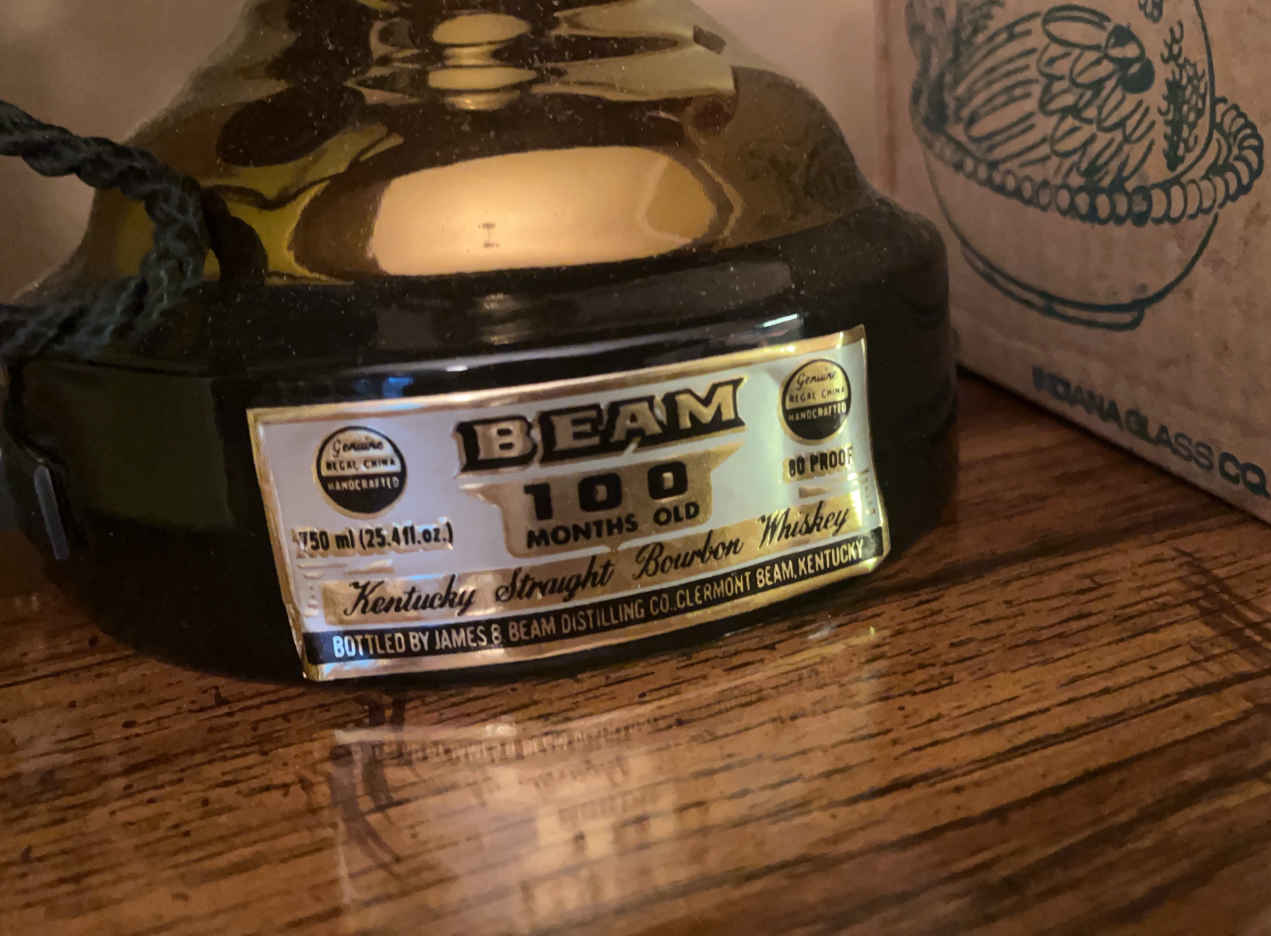 BEAM
100
MONTHS OLD
Genuine
REGAL CHINA
HANDCRAFTED
750 ml (25.4 fl.oz.)
Genuine
REGAL CHINA
HANDCRAFTED
80 PROOF
Kentucky Straight Bourbon Whiskey
BOTTLED BY JAMES B. BEAM DISTILLING CO., CLERMONT BEAM, KENTUCKY
INDIANA GLASS CO.